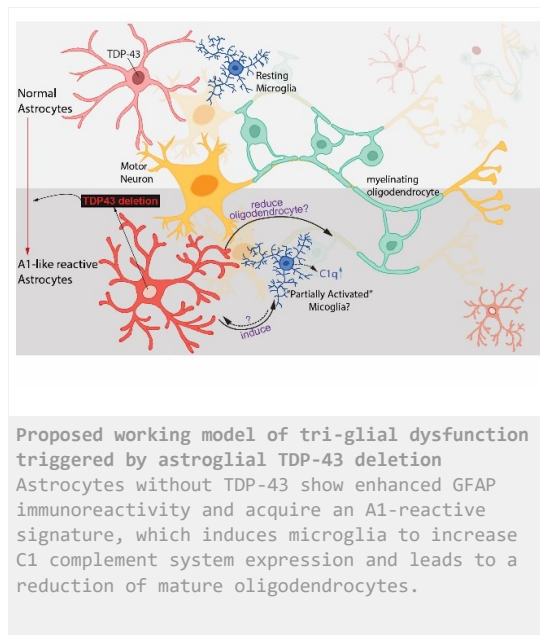 TDP-43
Resting
Microglia
Normal
Astrocytes
Motor
Neuron
myelinating
oligodendrocyte
TDP43 deletion
reduce
oligodendrocyte?
A1-like reactive
Astrocytes
C1q↑
"Partially Activated"
Micoglia?
?
induce
Proposed working model of tri-glial dysfunction
triggered by astroglial TDP-43 deletion
Astrocytes without TDP-43 show enhanced GFAP
immunoreactivity and acquire an A1-reactive
signature, which induces microglia to increase
C1 complement system expression and leads to a
reduction of mature oligodendrocytes.